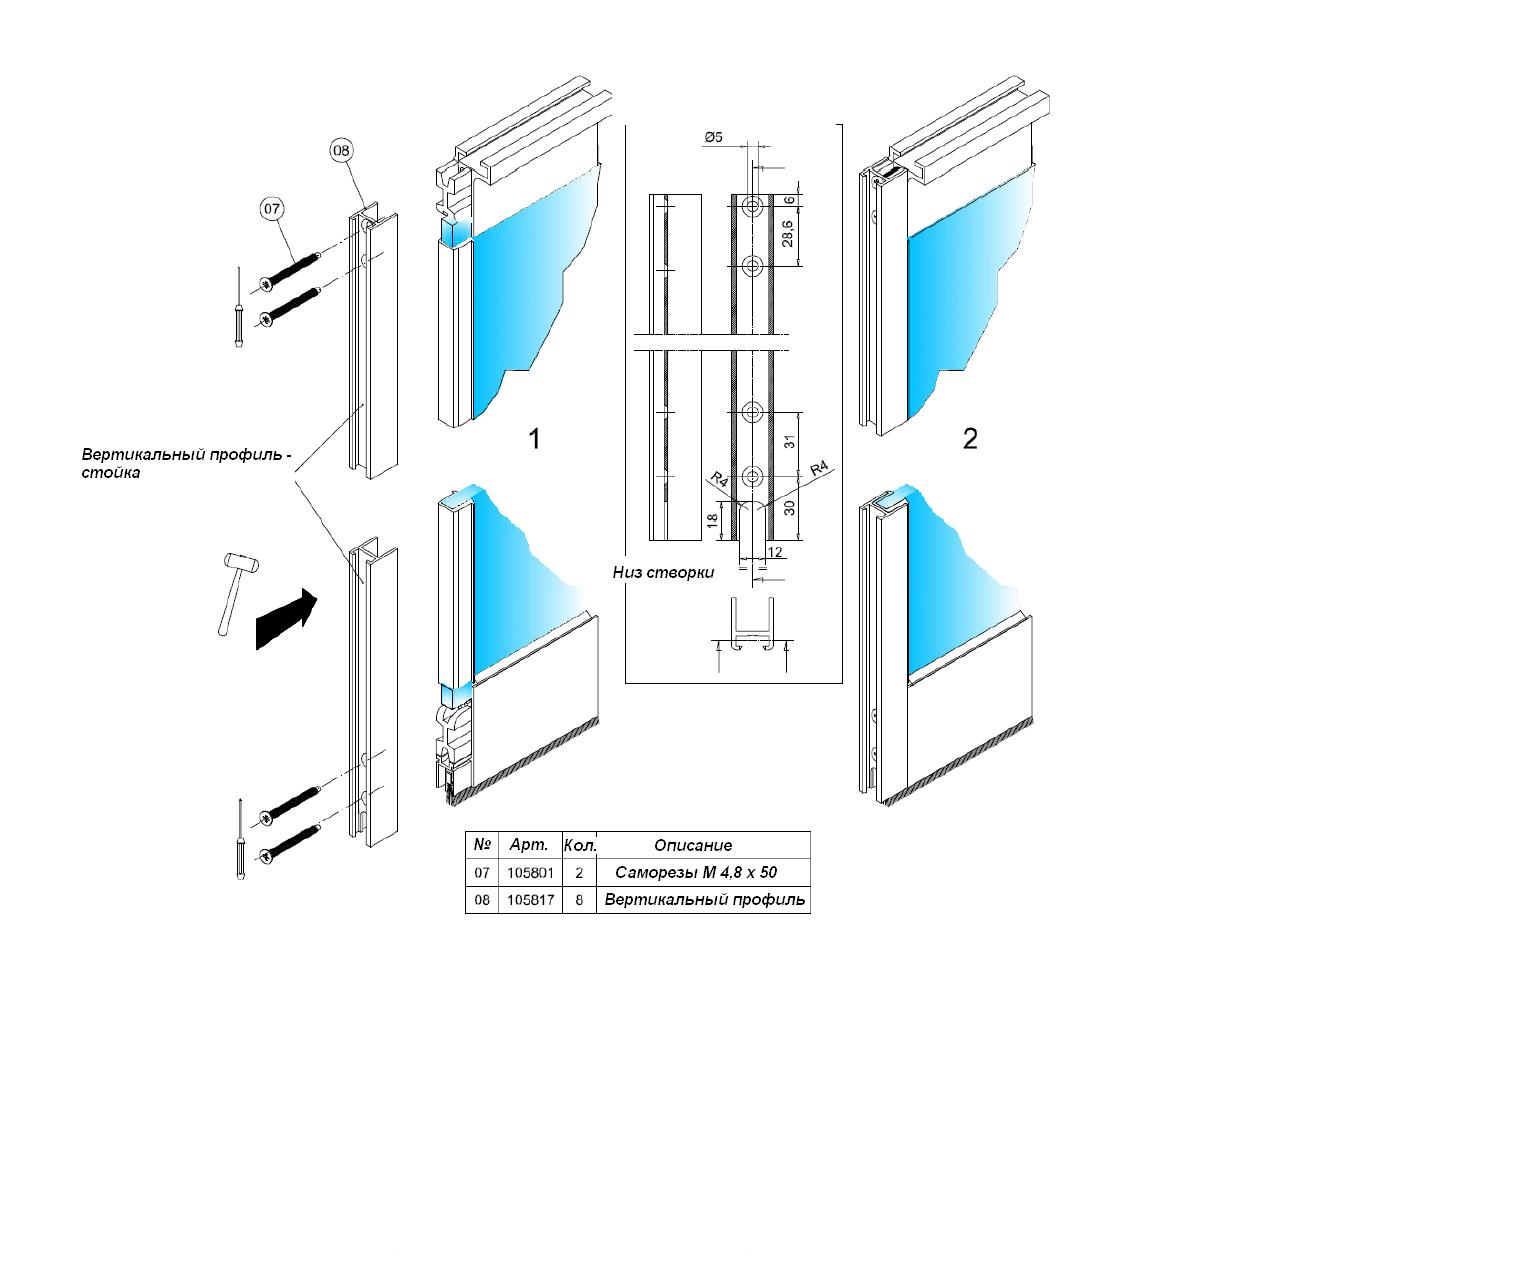 08
07
Ø5
6
28,6
1
2
Вертикальный профиль -
стойка
31
R4
R4
18
30
12
Низ створки
№ Арт. Кол. Описание
07 105801 2 Саморезы М 4,8 х 50
08 105817 8 Вертикальный профиль